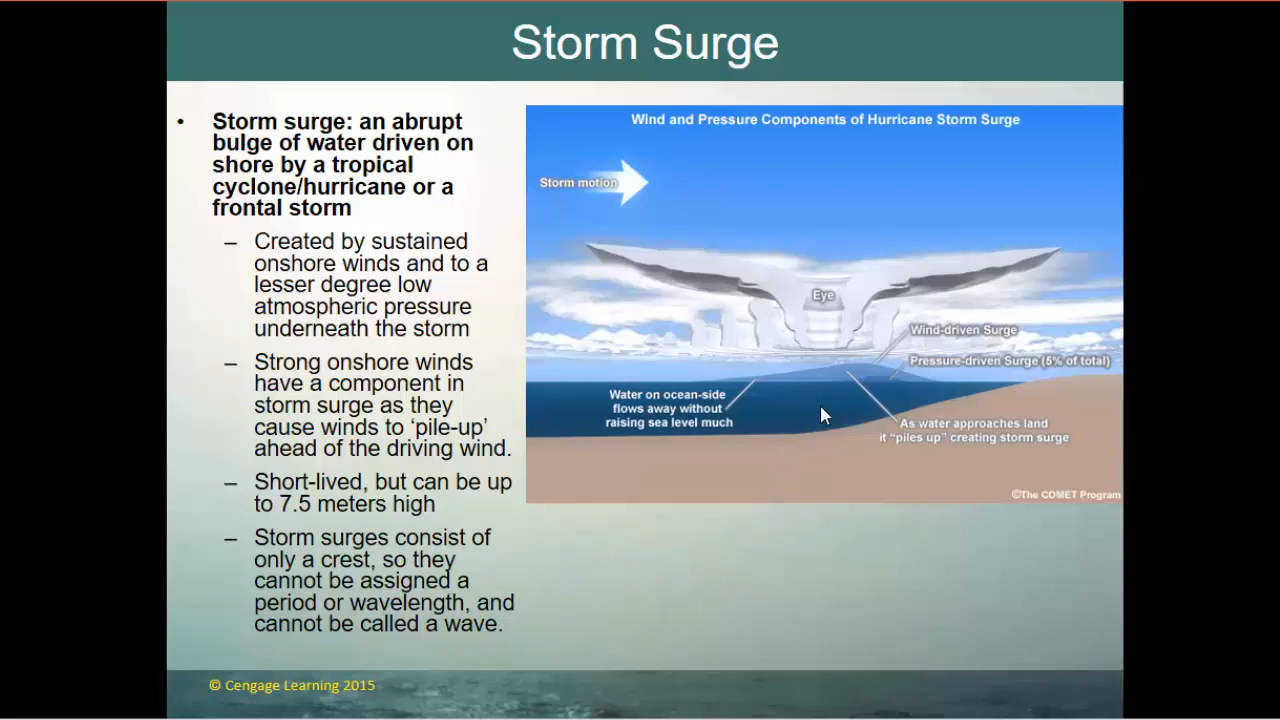 Storm Surge
• Storm surge: an abrupt
bulge of water driven on
shore by a tropical
cyclone/hurricane or a
frontal storm
– Created by sustained
onshore winds and to a
lesser degree low
atmospheric pressure
underneath the storm
– Strong onshore winds
have a component in
storm surge as they
cause winds to ‘pile-up’
ahead of the driving wind.
– Short-lived, but can be up
to 7.5 meters high
– Storm surges consist of
only a crest, so they
cannot be assigned a
period or wavelength, and
cannot be called a wave.
Wind and Pressure Components of Hurricane Storm Surge
Storm motion
Eye
Wind-driven Surge
Pressure-driven Surge (5% of total)
Water on ocean-side
flows away without
raising sea level much
As water approaches land
it “piles up” creating storm surge
©The COMET Program
© Cengage Learning 2015